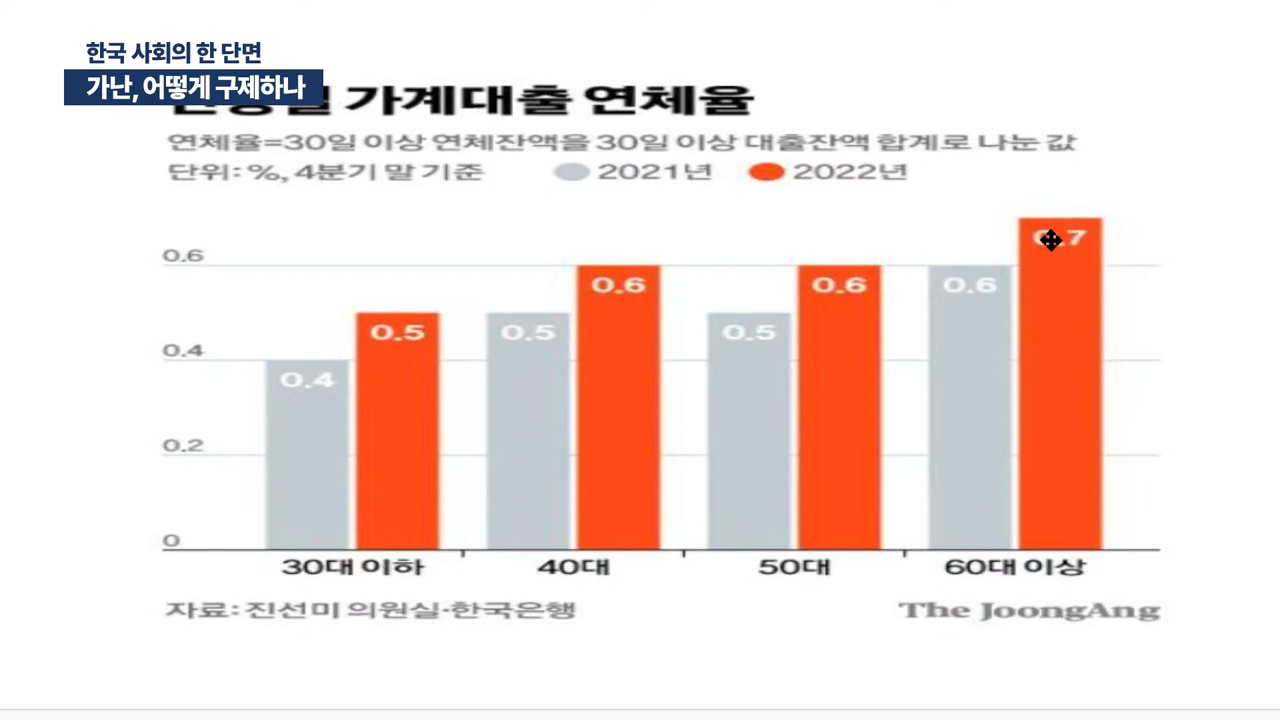 한국 사회의 한 단면
가난, 어떻게 구제하나
가계대출 연체율
연체율=30일 이상 연체잔액을 30일 이상 대출잔액 합계로 나눈 값
단위: %, 4분기 말 기준 2021년 2022년
0.6
0.4
0.2
0
0.4 0.5 0.5 0.6 0.5 0.6 0.6
30대 이하 40대 50대 60대 이상
자료: 진선미 의원실·한국은행 The JoongAng